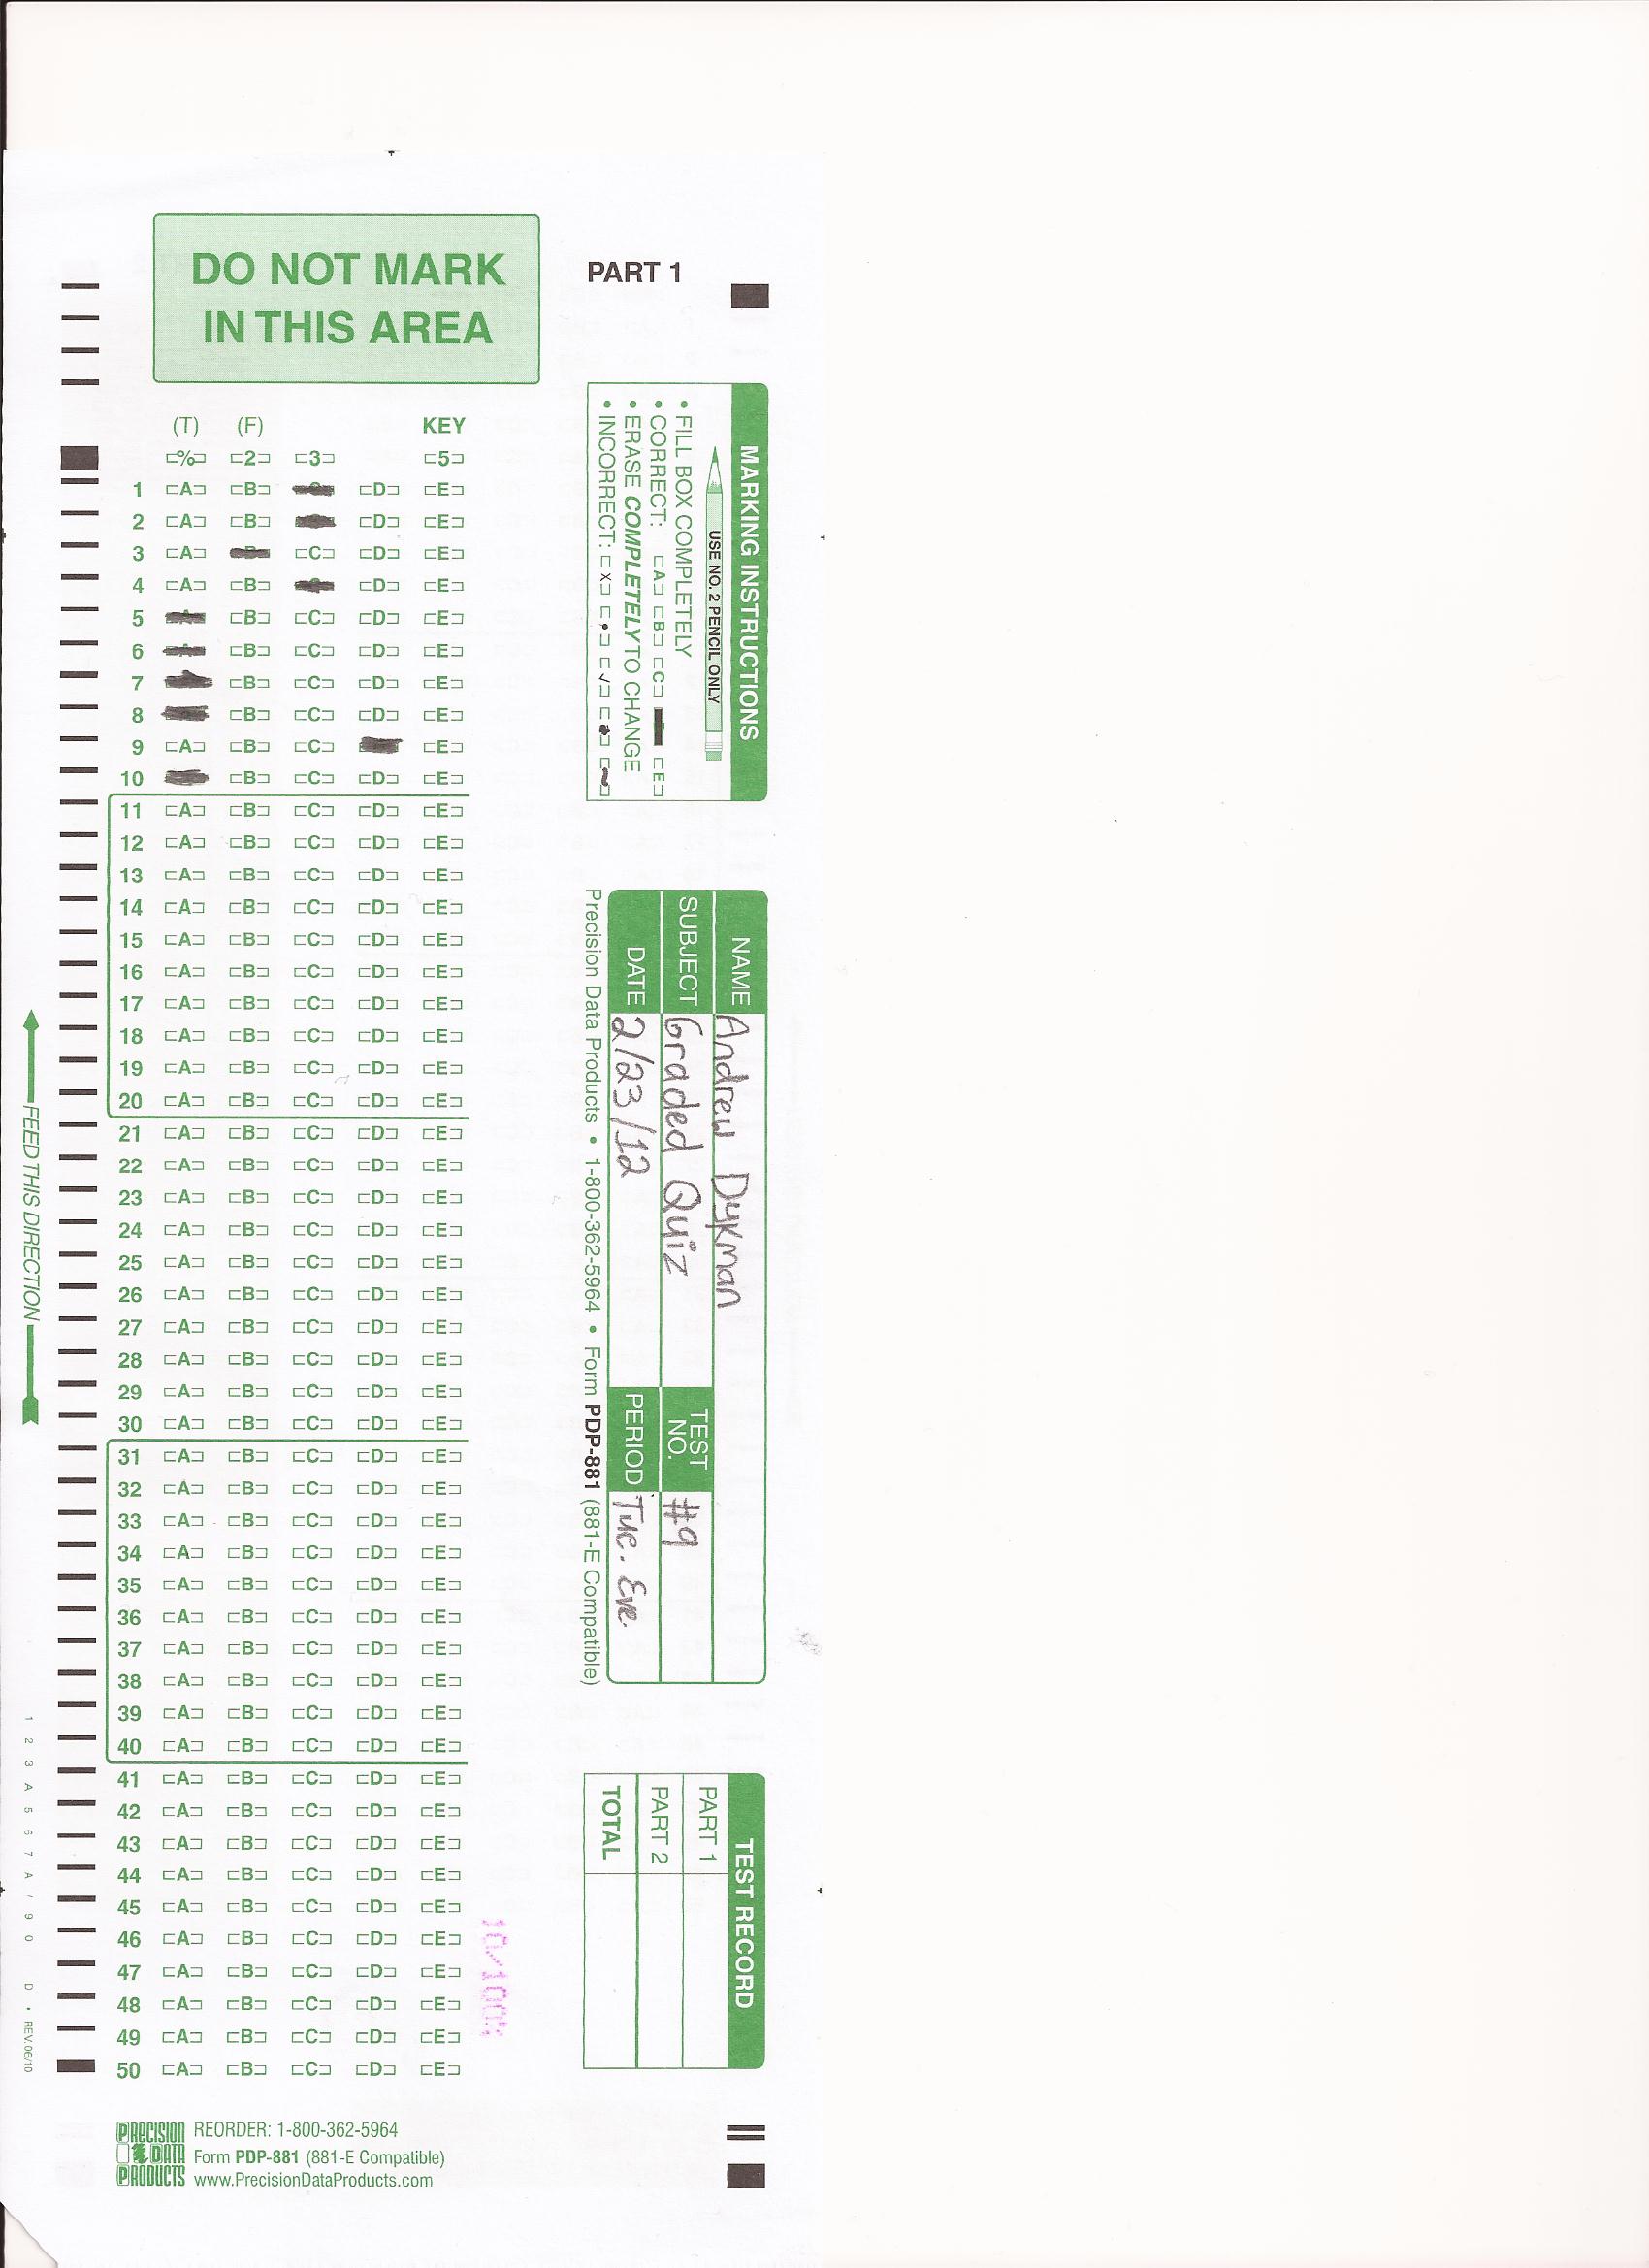 DO NOT MARK
IN THIS AREA
PART 1
(T) (F) KEY
% 2 3 5
1 A B D E
2 A B D E
3 A C D E
4 A B D E
5 B C D E
6 B C D E
7 B C D E
8 B C D E
9 A B C E
10 B C D E
11 A B C D E
12 A B C D E
13 A B C D E
14 A B C D E
15 A B C D E
16 A B C D E
17 A B C D E
18 A B C D E
19 A B C D E
20 A B C D E
21 A B C D E
22 A B C D E
23 A B C D E
24 A B C D E
25 A B C D E
26 A B C D E
27 A B C D E
28 A B C D E
29 A B C D E
30 A B C D E
31 A B C D E
32 A B C D E
33 A B C D E
34 A B C D E
35 A B C D E
36 A B C D E
37 A B C D E
38 A B C D E
39 A B C D E
40 A B C D E
41 A B C D E
42 A B C D E
43 A B C D E
44 A B C D E
45 A B C D E
46 A B C D E
47 A B C D E
48 A B C D E
49 A B C D E
50 A B C D E
MARKING INSTRUCTIONS
USE NO. 2 PENCIL ONLY
• FILL BOX COMPLETELY
• CORRECT: A B C E
• ERASE COMPLETELY TO CHANGE
• INCORRECT:
NAME Andrew Dykman
SUBJECT Graded Quiz TEST NO. #9
DATE 2/23/12 PERIOD Tue. Eve.
Precision Data Products • 1-800-362-5964 • Form PDP-881 (881-E Compatible)
TEST RECORD
PART 1
PART 2
TOTAL
FEED THIS DIRECTION
1 2 3 A 5 6 7 A / 9 0 D • REV.06/10
PRECISION DATA PRODUCTS
REORDER: 1-800-362-5964
Form PDP-881 (881-E Compatible)
www.PrecisionDataProducts.com